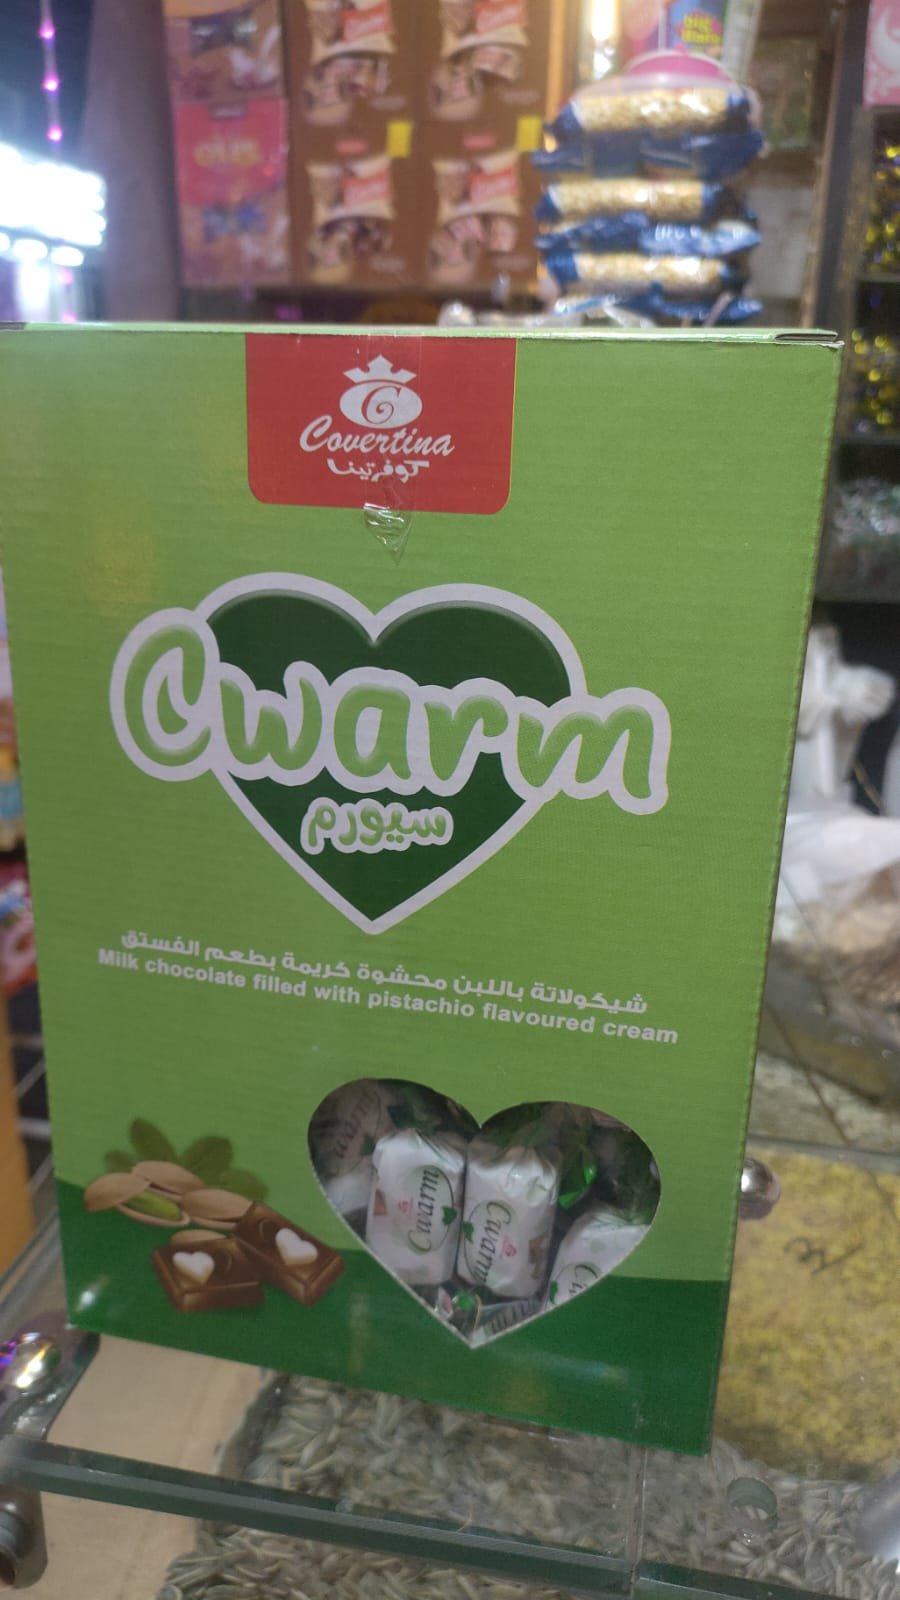 Covertina
كوفرتينا
Cwarm
سيورم
شيكولاتة باللبن محشوة كريمة بطعم الفستق
Milk chocolate filled with pistachio flavoured cream
Cwarm
Cwarm
Cwarm